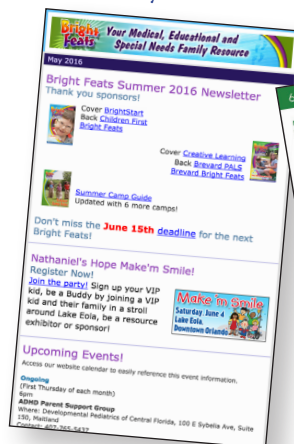 Bright Feats
Your Medical, Educational and
Special Needs Family Resource
May 2016
Bright Feats Summer 2016 Newsletter
Thank you sponsors!
Cover BrightStart
Back Children First
Bright Feats
Cover Creative Learning
Back Brevard PALS
Brevard Bright Feats
Summer Camp Guide
Updated with 6 more camps!
Don't miss the June 15th deadline for the next
Bright Feats!
Nathaniel's Hope Make'm Smile!
Register Now!
Join the party! Sign up your VIP
kid, be a Buddy by joining a VIP
kid and their family in a stroll
around Lake Eola, be a resource
exhibitor or sponsor!
Make 'm Smile
Saturday, June 4
Lake Eola,
Downtown Orlando
Upcoming Events!
Access our website calendar to easily reference this event information.
Ongoing
(First Thursday of each month)
6pm
ADHD Parent Support Group
Where: Developmental Pediatrics of Central Florida, 100 E Sybelia Ave, Suite
150, Maitland
Contact: 407-265-5437